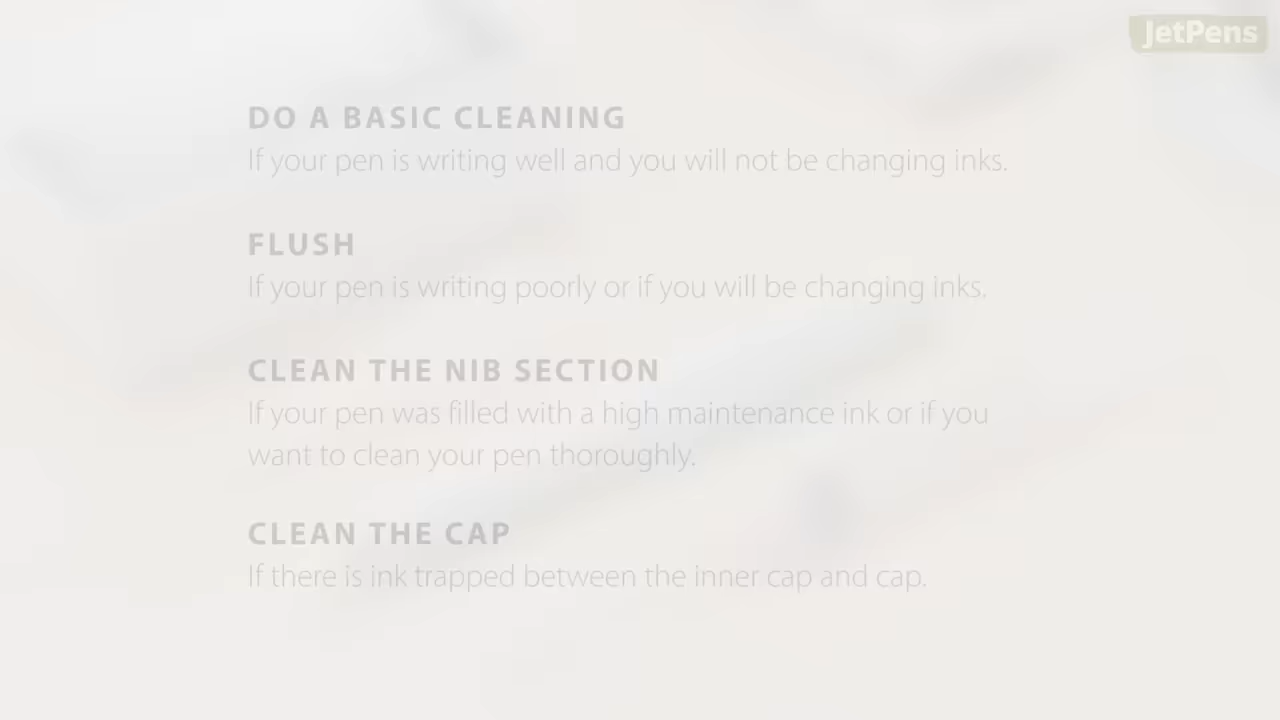 JetPens
DO A BASIC CLEANING
If your pen is writing well and you will not be changing inks.
FLUSH
If your pen is writing poorly or if you will be changing inks.
CLEAN THE NIB SECTION
If your pen was filled with a high maintenance ink or if you
want to clean your pen thoroughly.
CLEAN THE CAP
If there is ink trapped between the inner cap and cap.